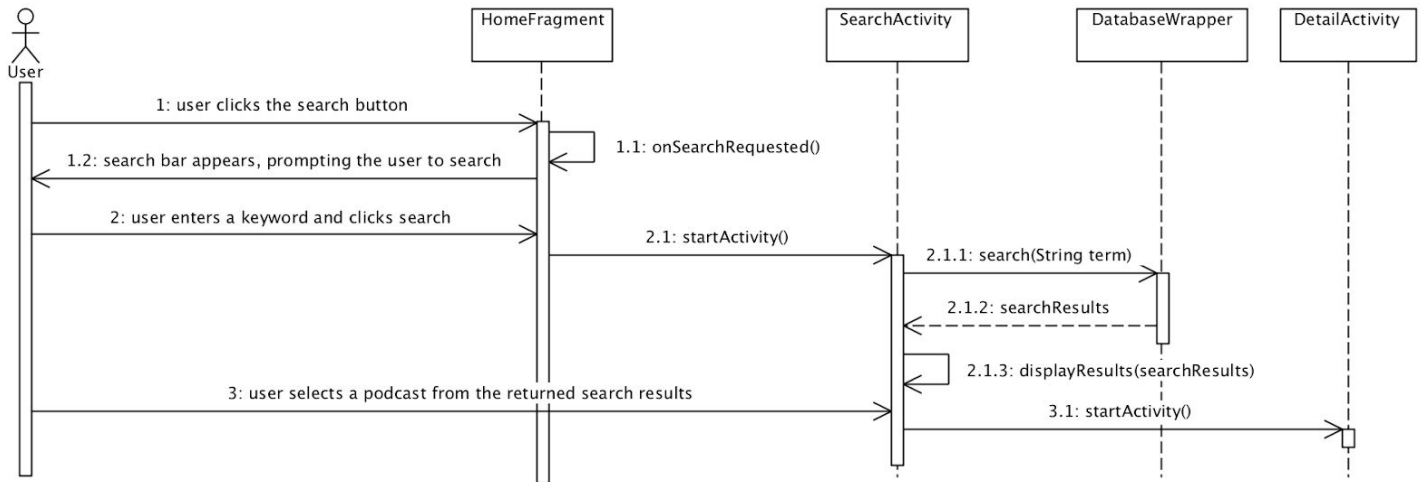 HomeFragment
SearchActivity
DatabaseWrapper
DetailActivity
User
1: user clicks the search button
1.1: onSearchRequested()
1.2: search bar appears, prompting the user to search
2: user enters a keyword and clicks search
2.1: startActivity()
2.1.1: search(String term)
2.1.2: searchResults
2.1.3: displayResults(searchResults)
3: user selects a podcast from the returned search results
3.1: startActivity()